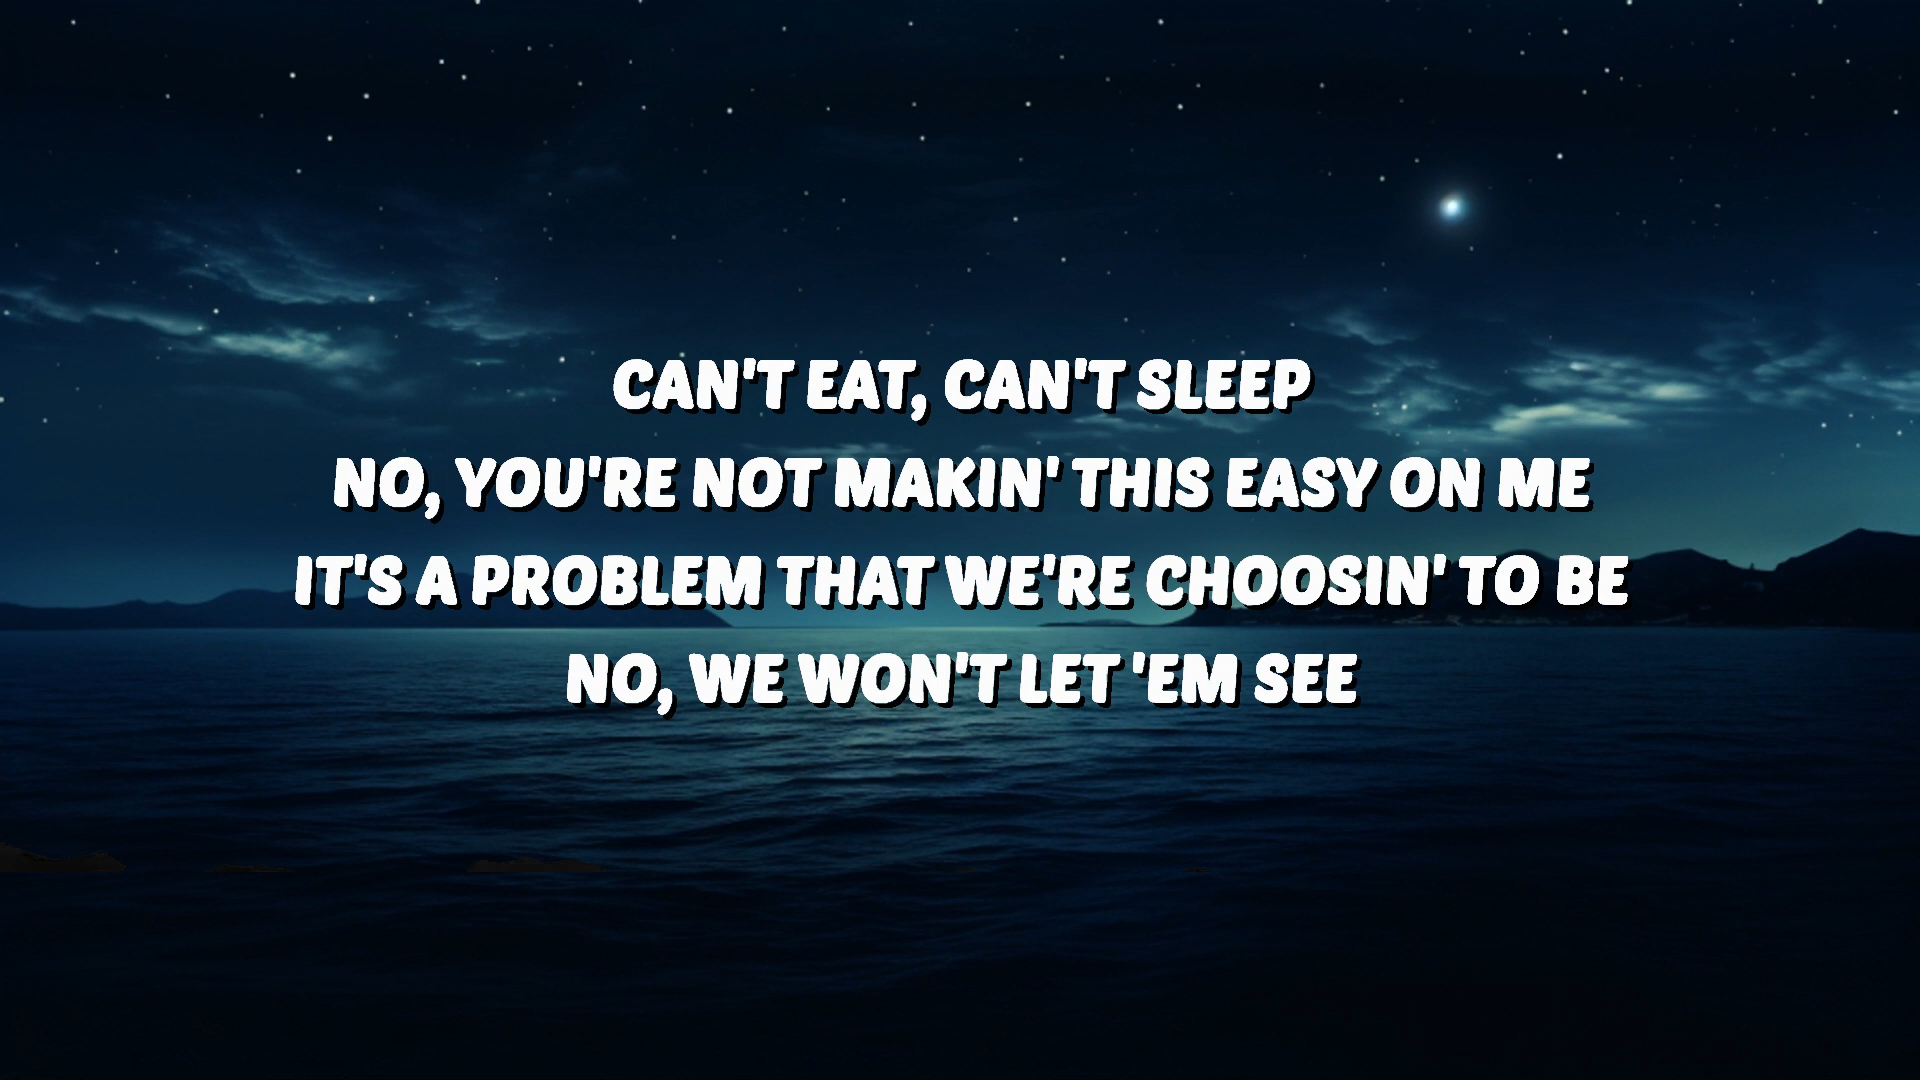 CAN'T EAT, CAN'T SLEEP
NO, YOU'RE NOT MAKIN' THIS EASY ON ME
IT'S A PROBLEM THAT WE'RE CHOOSIN' TO BE
NO, WE WON'T LET 'EM SEE